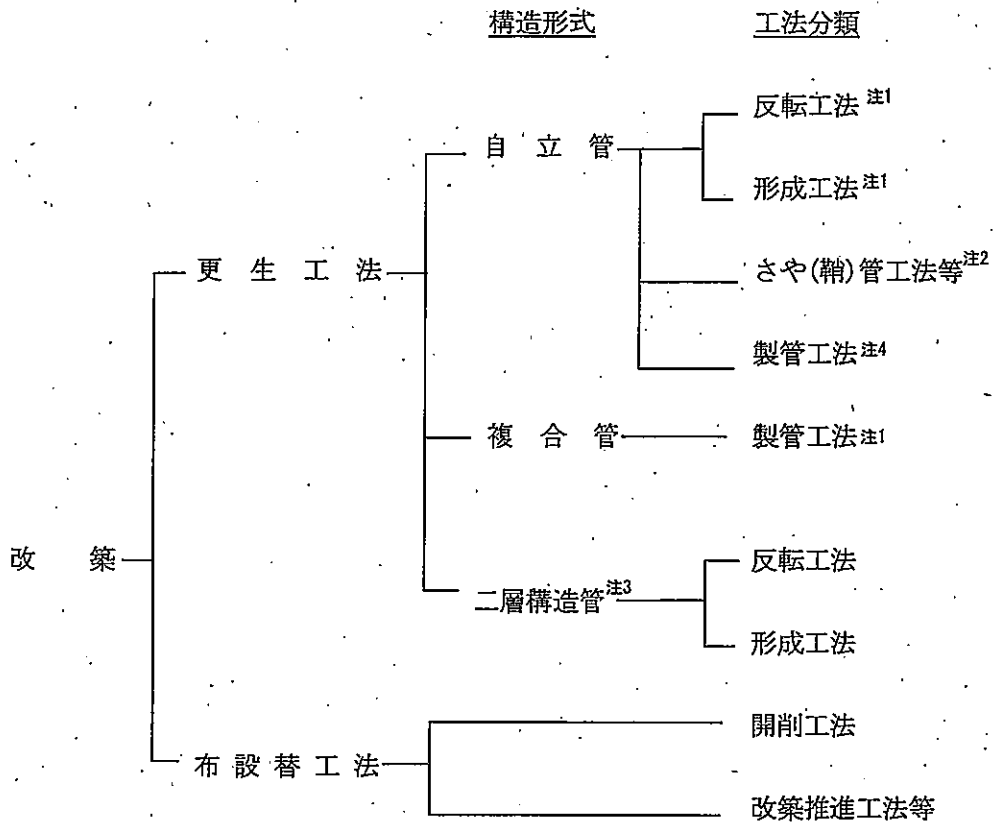 構造形式 工法分類
反転工法 注1
自立管
形成工法 注1
更生工法
さや(鞘)管工法等 注2
製管工法 注4
複合管 製管工法 注1
改築
反転工法
二層構造管 注3
形成工法
開削工法
布設替工法
改築推進工法等